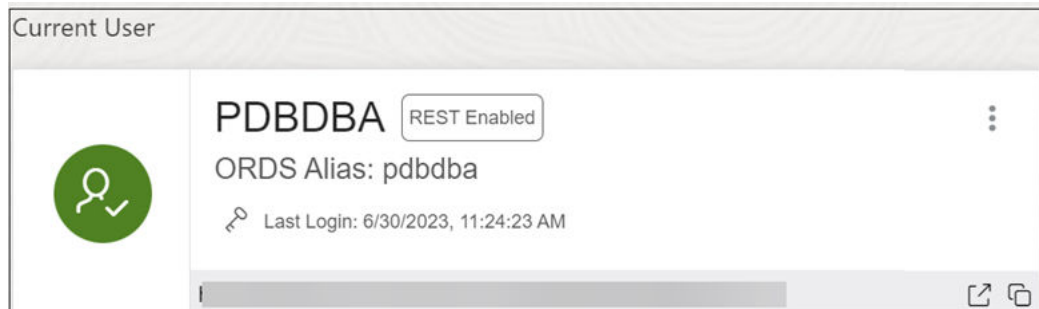 Current User
PDBDBA REST Enabled
ORDS Alias: pdbdba
Last Login: 6/30/2023, 11:24:23 AM